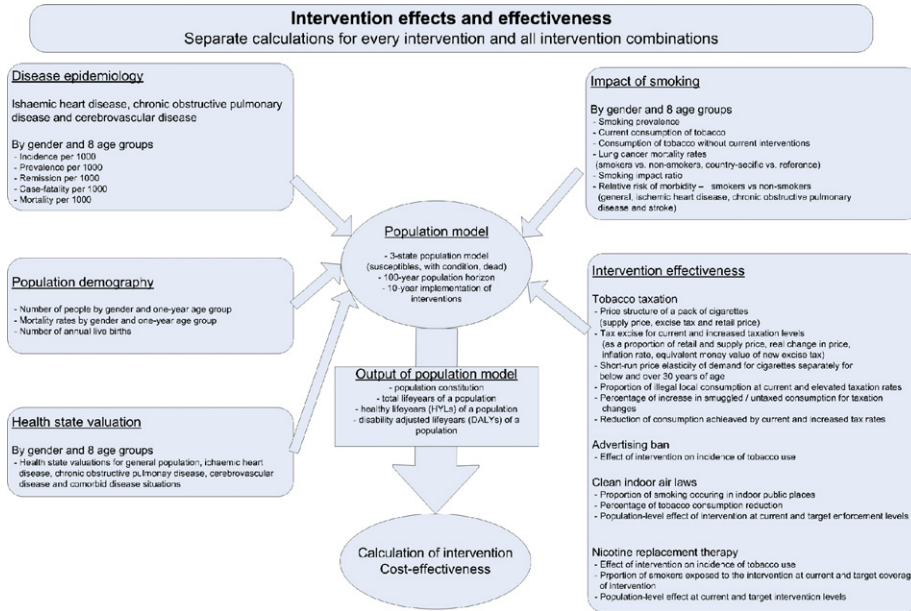 Intervention effects and effectiveness
Separate calculations for every intervention and all intervention combinations
Disease epidemiology
Ishaemic heart disease, chronic obstructive pulmonary
disease and cerebrovascular disease
By gender and 8 age groups
- Incidence per 1000
- Prevalence per 1000
- Remission per 1000
- Case-fatality per 1000
- Mortality per 1000
Population demography
- Number of people by gender and one-year age group
- Mortality rates by gender and one-year age group
- Number of annual live births
Health state valuation
By gender and 8 age groups
- Health state valuations for general population, ichaemic heart
disease, chronic obstructive pulmonay disease, cerebrovascular
disease and comorbid disease situations
Population model
- 3-state population model
(susceptibles, with condition, dead)
- 100-year population horizon
- 10-year implementation of
interventions
Output of population model
- population constitution
- total lifeyears of a population
- healthy lifeyears (HYLs) of a population
- disability adjusted lifeyears (DALYs) of a
population
Calculation of intervention
Cost-effectiveness
Impact of smoking
By gender and 8 age groups
- Smoking prevalence
- Current consumption of tobacco
- Consumption of tobacco without current interventions
- Lung cancer mortality rates
(smokers vs. non-smokers, country-secific vs. reference)
- Smoking impact ratio
- Relative risk of morbidity – smokers vs non-smokers
(general, ischemic heart disease, chronic obstructive pulmonary
disease and stroke)
Intervention effectiveness
Tobacco taxation
- Price structure of a pack of cigarettes
(supply price, excise tax and retail price)
- Tax excise for current and increased taxation levels
(as a proportion of retail and supply price, real change in price,
inflation rate, equivalent money value of new excise tax)
- Short-run price elasticity of demand for cigarettes separately for
below and over 30 years of age
- Proportion of illegal local consumption at current and elevated taxation rates
- Percentage of increase in smuggled / untaxed consumption for taxation
changes
- Reduction of consumption achieaved by current and increased tax rates
Advertising ban
- Effect of intervention on incidence of tobacco use
Clean indoor air laws
- Proportion of smoking occuring in indoor public places
- Percentage of tobacco consumption reduction
- Population-level effect of intervention at current and target enforcement levels
Nicotine replacement therapy
- Effect of intervention on incidence of tobacco use
- Prportion of smokers exposed to the intervention at current and target coverag
of intervention
- Population-level effect at current and target intervention levels